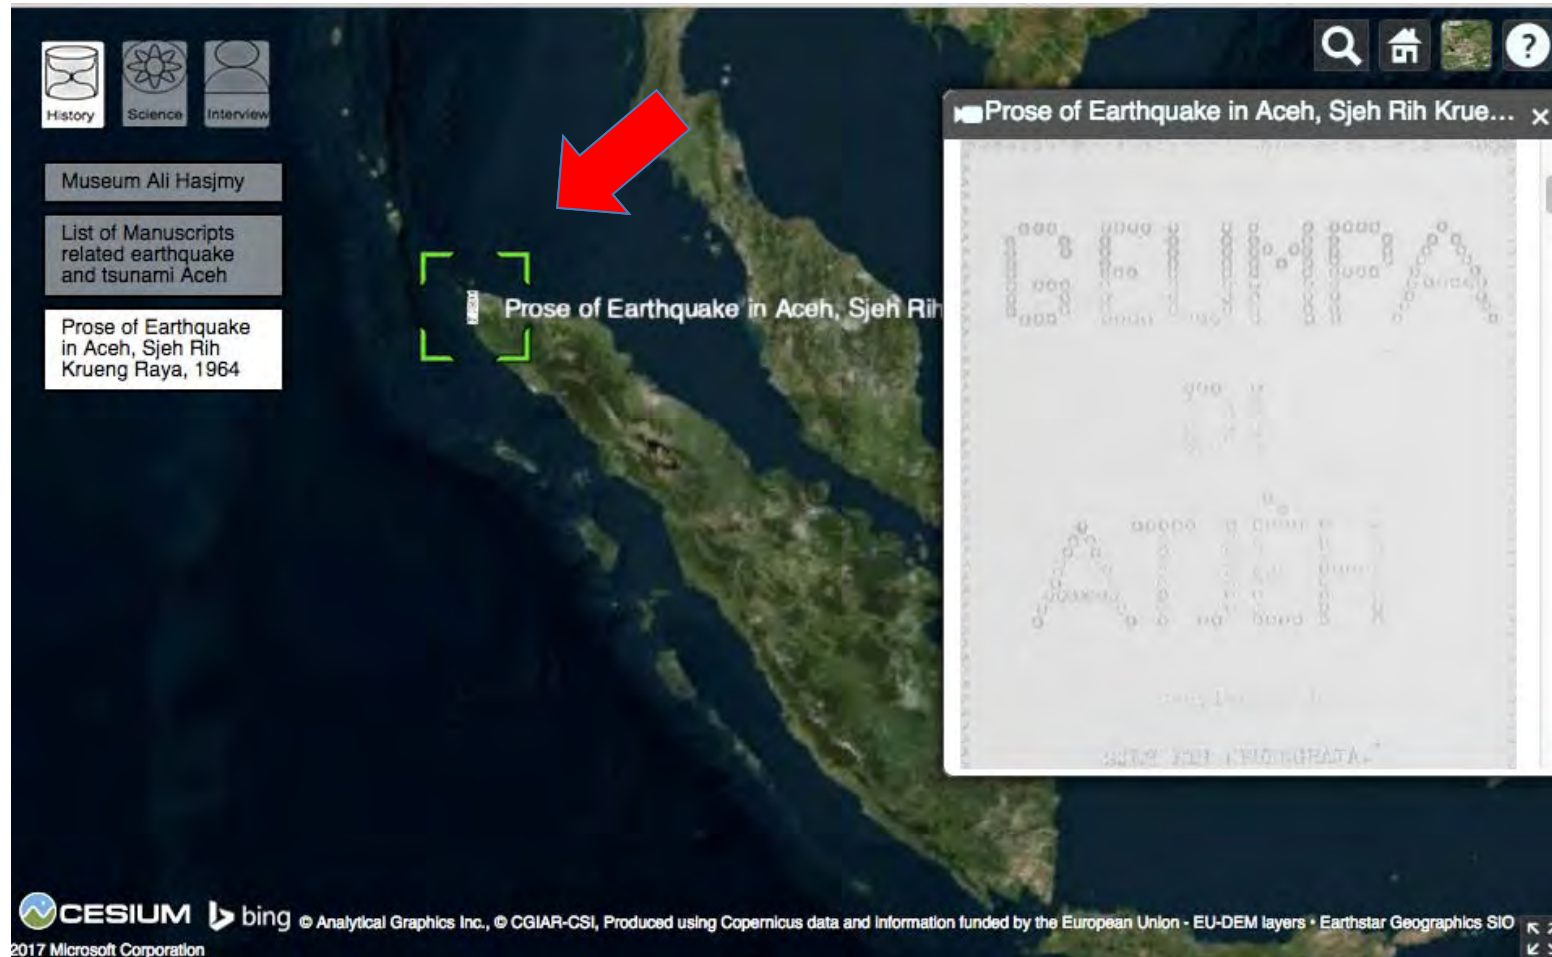 History
Science
Interview
Museum Ali Hasjmy
List of Manuscripts
related earthquake
and tsunami Aceh
Prose of Earthquake
in Aceh, Sjeh Rih
Krueng Raya, 1964
Prose of Earthquake in Aceh, Sjeh Rih
?
Prose of Earthquake in Aceh, Sjeh Rih Krue... ×
BEUMPA
DI
ATJÉH
CESIUM bing © Analytical Graphics Inc., © CGIAR-CSI, Produced using Copernicus data and information funded by the European Union - EU-DEM layers • Earthstar Geographics SIO
2017 Microsoft Corporation